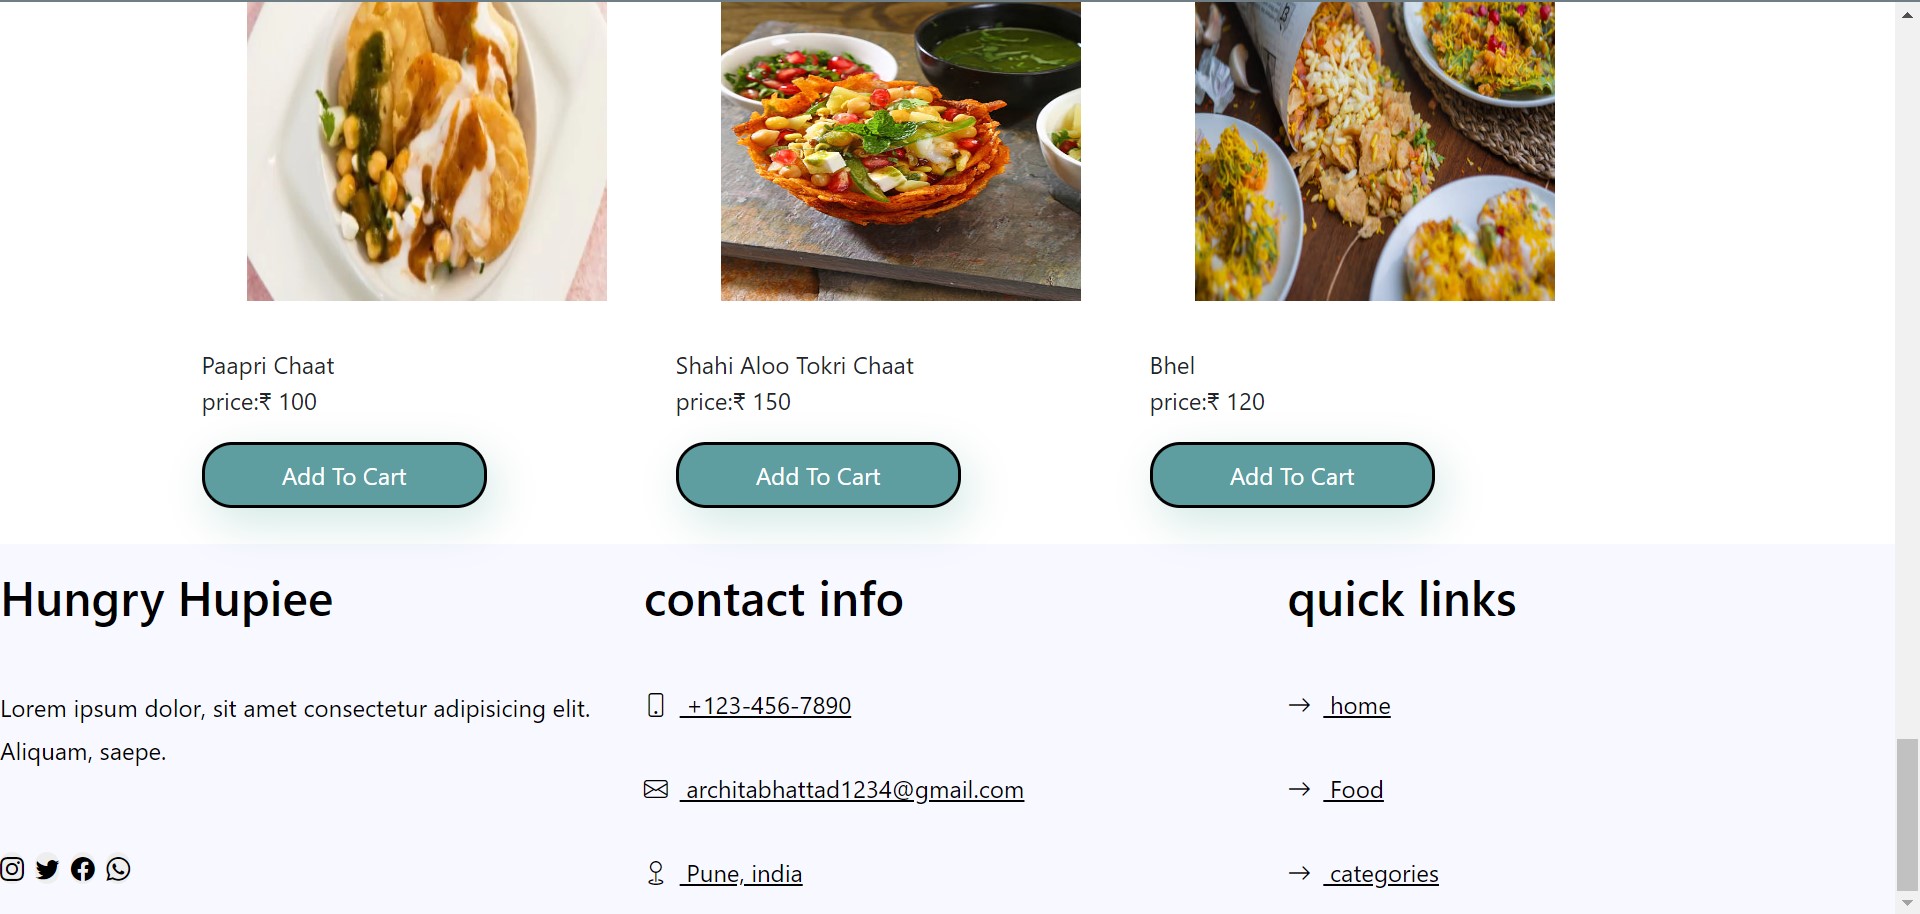 Paapri Chaat
price:₹ 100
Add To Cart
Shahi Aloo Tokri Chaat
price:₹ 150
Add To Cart
Bhel
price:₹ 120
Add To Cart
Hungry Hupiee
Lorem ipsum dolor, sit amet consectetur adipisicing elit.
Aliquam, saepe.
contact info
+123-456-7890
architabhattad1234@gmail.com
Pune, india
quick links
home
Food
categories